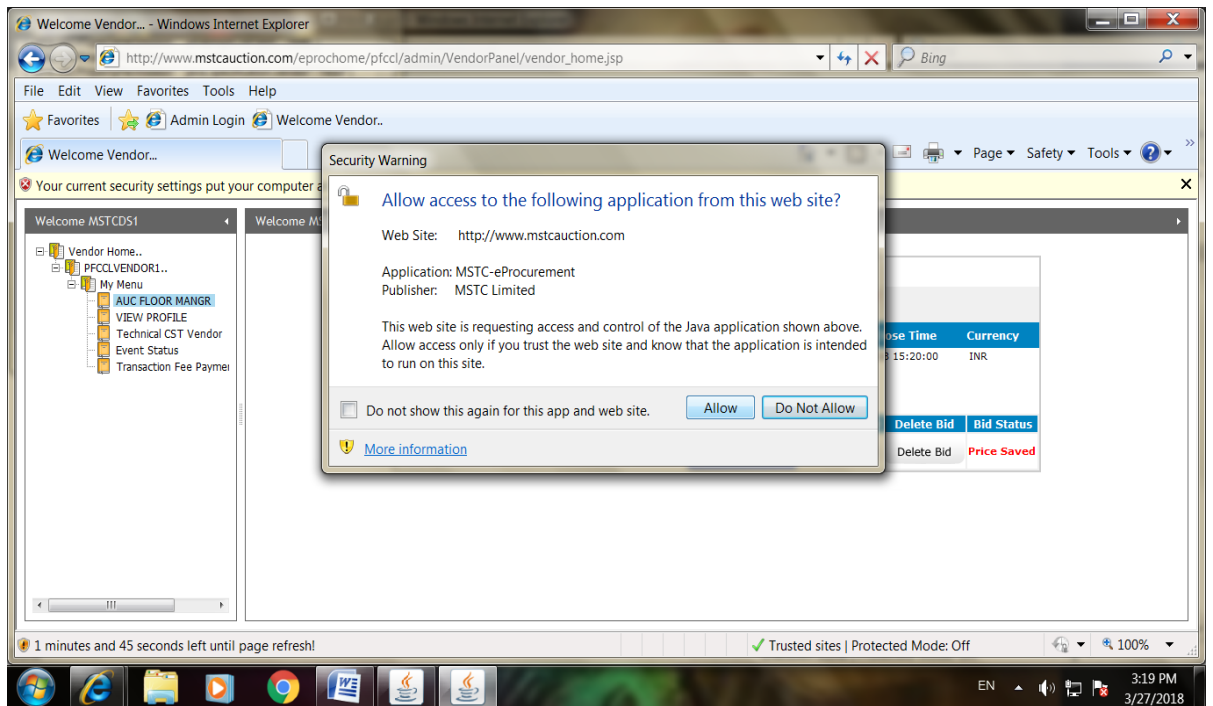 Welcome Vendor... - Windows Internet Explorer
http://www.mstcauction.com/eprochome/pfccl/admin/VendorPanel/vendor_home.jsp
Bing
File Edit View Favorites Tools Help
Favorites Admin Login Welcome Vendor..
Welcome Vendor...
Page Safety Tools
Your current security settings put your computer
Welcome MSTCDS1
Welcome
Vendor Home..
PFCCLVENDOR1..
My Menu
AUC FLOOR MANGR
VIEW PROFILE
Technical CST Vendor
Event Status
Transaction Fee Paymer
Security Warning
Allow access to the following application from this web site?
Web Site: http://www.mstcauction.com
Application: MSTC-eProcurement
Publisher: MSTC Limited
This web site is requesting access and control of the Java application shown above.
Allow access only if you trust the web site and know that the application is intended
to run on this site.
Do not show this again for this app and web site.
Allow
Do Not Allow
More information
ose Time Currency
15:20:00 INR
Delete Bid Bid Status
Delete Bid Price Saved
1 minutes and 45 seconds left until page refresh!
Trusted sites | Protected Mode: Off
100%
EN
3:19 PM
3/27/2018